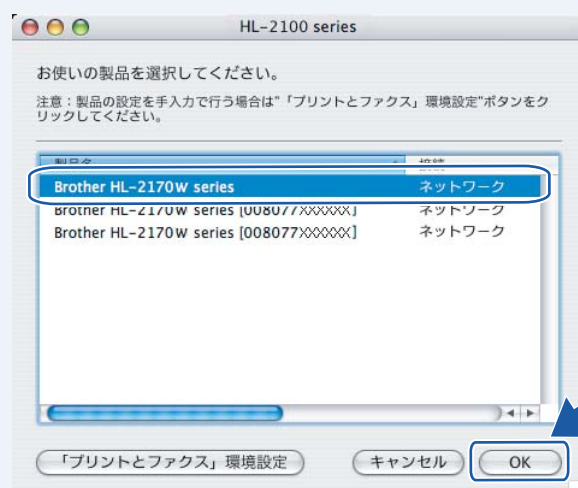 HL-2100 series
お使いの製品を選択してください。
注意：製品の設定を手入力で行う場合は"「プリントとファクス」環境設定"ボタンをク
リックしてください。
製品名 接続
Brother HL-2170W series ネットワーク
Brother HL-2170W series [008077XXXXXX] ネットワーク
Brother HL-2170W series [008077XXXXXX] ネットワーク
「プリントとファクス」環境設定 キャンセル OK